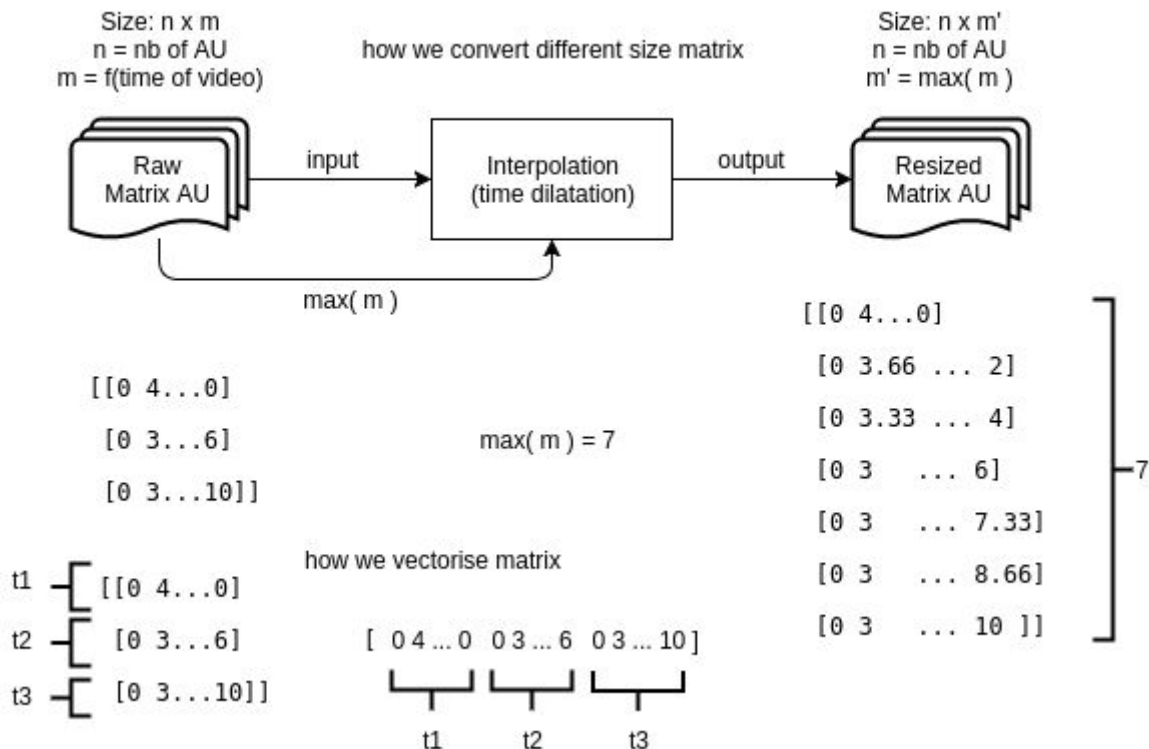 Size: n x m
n = nb of AU
m = f(time of video)
how we convert different size matrix
Size: n x m'
n = nb of AU
m' = max( m )
Raw
Matrix AU
input
Interpolation
(time dilatation)
output
Resized
Matrix AU
max( m )
[[0 4...0]
[0 3...6]
[0 3...10]]
max( m ) = 7
[[0 4...0]
[0 3.66 ... 2]
[0 3.33 ... 4]
[0 3 ... 6]
[0 3 ... 7.33]
[0 3 ... 8.66]
[0 3 ... 10 ]]
7
how we vectorise matrix
t1 [[0 4...0]
t2 [0 3...6]
t3 [0 3...10]]
[ 0 4 ... 0 0 3 ... 6 0 3 ... 10 ]
t1 t2 t3